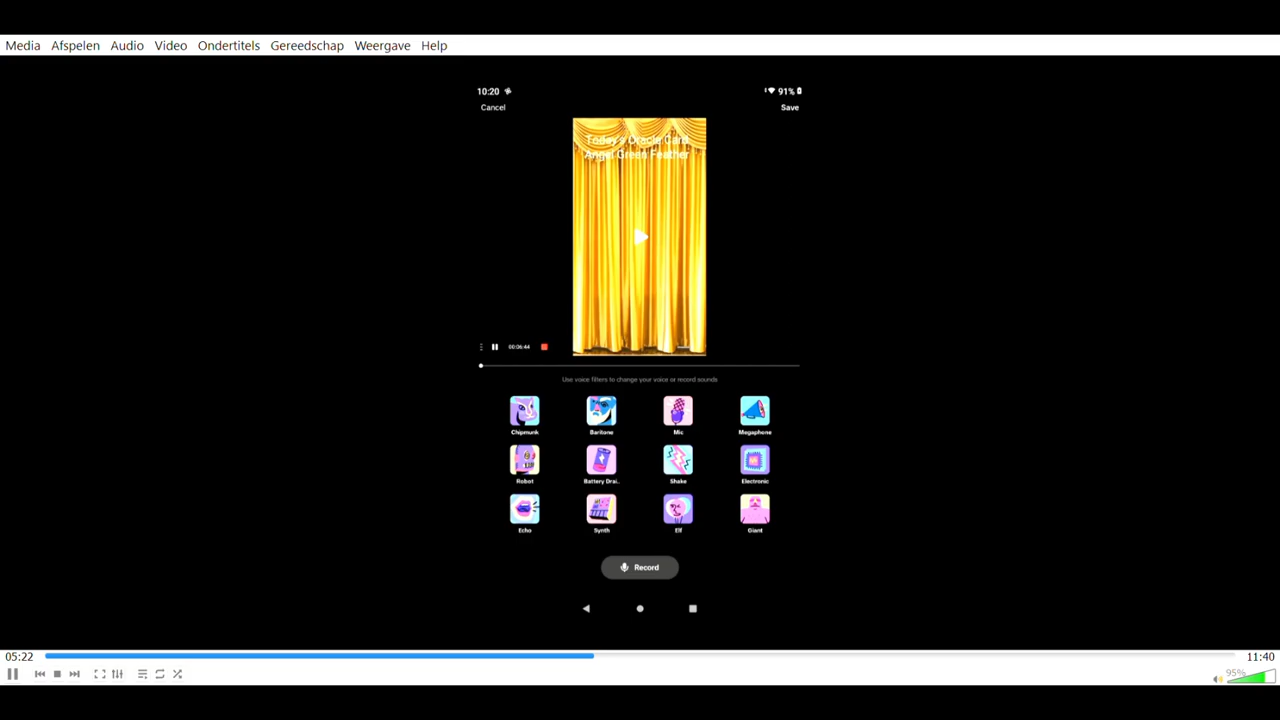 Media Afspelen Audio Video Ondertitels Gereedschap Weergave Help
10:20 91%
Cancel Save
Today's Oracle Card
Angel Green Feather
00:06:44
Use voice filters to change your voice or record sounds
Chipmunk Baritone Mic Megaphone
Robot Battery Drai.. Shake Electronic
Echo Synth Elf Giant
Record
05:22 11:40
95%